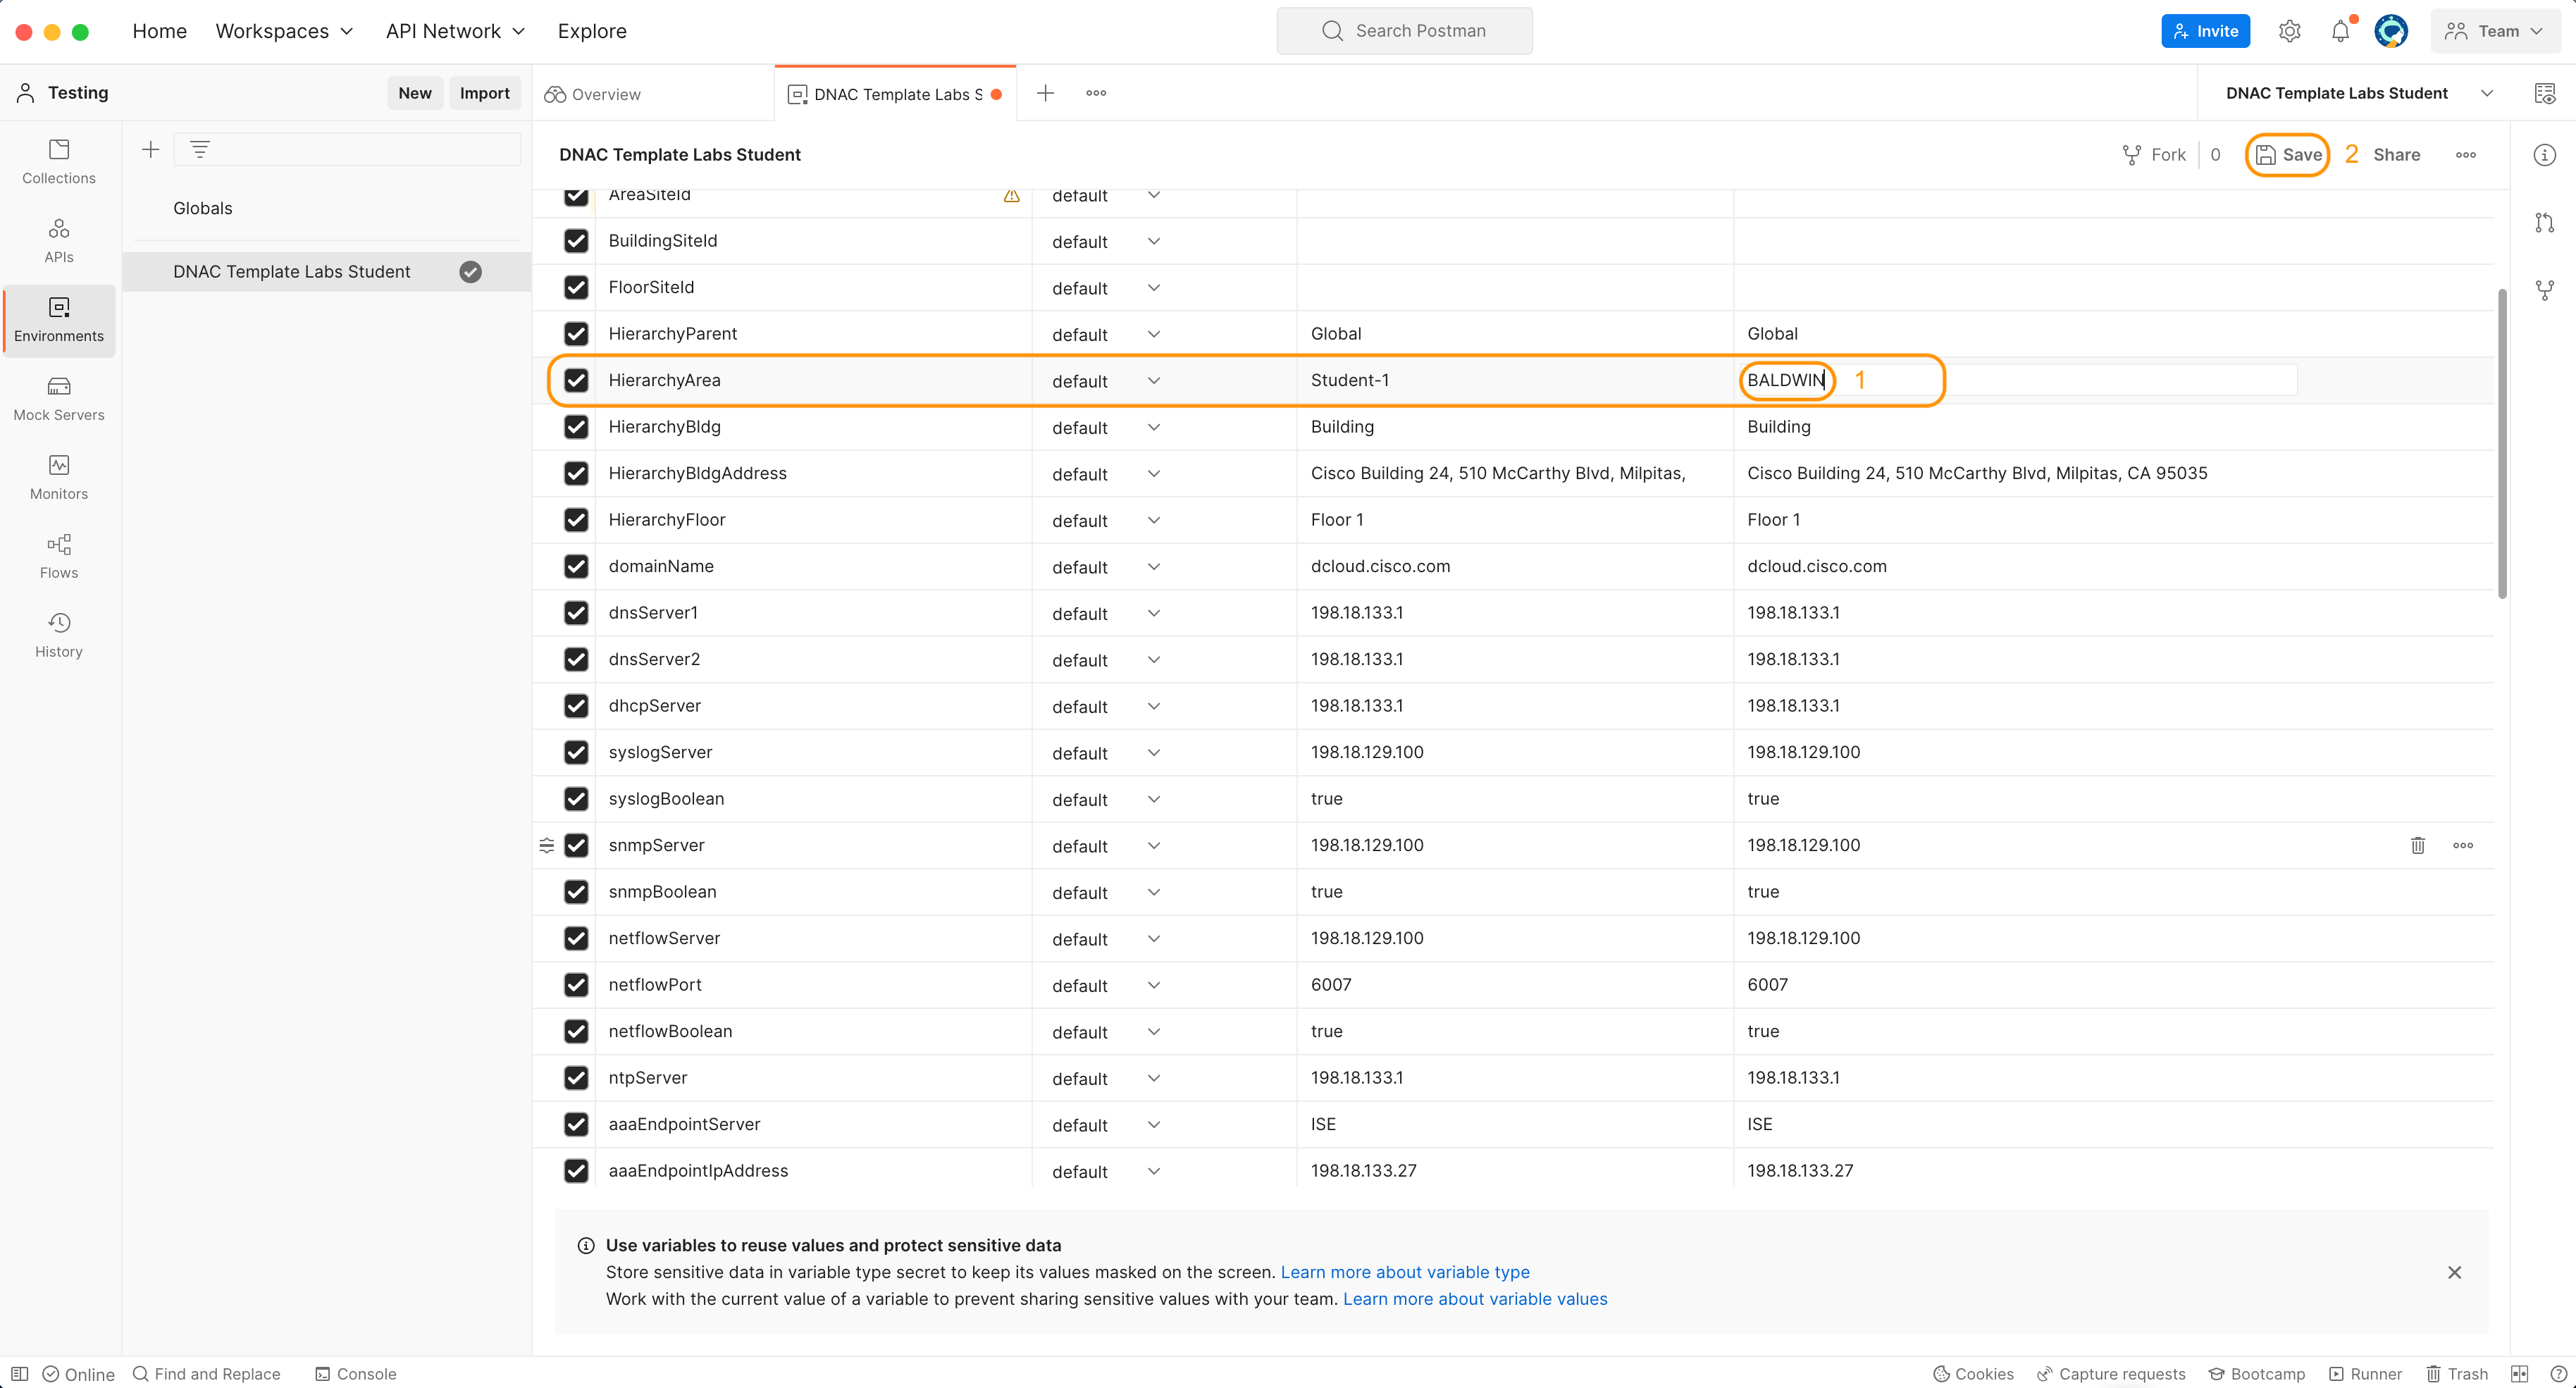 Home Workspaces API Network Explore Search Postman Invite Team
Testing New Import Overview DNAC Template Labs S DNAC Template Labs Student
DNAC Template Labs Student Fork 0 Save 2 Share
Collections
APIs
Environments
Mock Servers
Monitors
Flows
History
Globals
DNAC Template Labs Student
AreaSiteId default
BuildingSiteId default
FloorSiteId default
HierarchyParent default Global Global
HierarchyArea default Student-1 BALDWIN 1
HierarchyBldg default Building Building
HierarchyBldgAddress default Cisco Building 24, 510 McCarthy Blvd, Milpitas, Cisco Building 24, 510 McCarthy Blvd, Milpitas, CA 95035
HierarchyFloor default Floor 1 Floor 1
domainName default dcloud.cisco.com dcloud.cisco.com
dnsServer1 default 198.18.133.1 198.18.133.1
dnsServer2 default 198.18.133.1 198.18.133.1
dhcpServer default 198.18.133.1 198.18.133.1
syslogServer default 198.18.129.100 198.18.129.100
syslogBoolean default true true
snmpServer default 198.18.129.100 198.18.129.100
snmpBoolean default true true
netflowServer default 198.18.129.100 198.18.129.100
netflowPort default 6007 6007
netflowBoolean default true true
ntpServer default 198.18.133.1 198.18.133.1
aaaEndpointServer default ISE ISE
aaaEndpointIpAddress default 198.18.133.27 198.18.133.27
Use variables to reuse values and protect sensitive data
Store sensitive data in variable type secret to keep its values masked on the screen. Learn more about variable type
Work with the current value of a variable to prevent sharing sensitive values with your team. Learn more about variable values
Online Find and Replace Console Cookies Capture requests Bootcamp Runner Trash